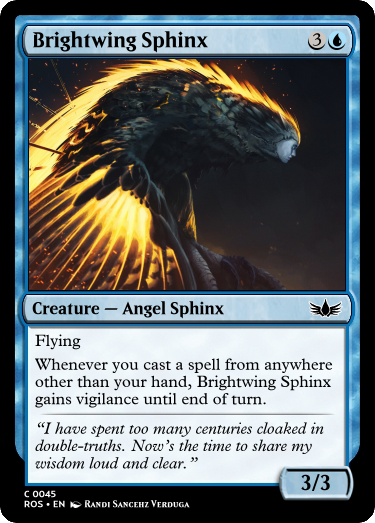 Brightwing Sphinx 3
Creature — Angel Sphinx
Flying
Whenever you cast a spell from anywhere
other than your hand, Brightwing Sphinx
gains vigilance until end of turn.
“I have spent too many centuries cloaked in
double-truths. Now’s the time to share my
wisdom loud and clear.”
3/3
C 0045
ROS • EN Randi Sancehz Verduga